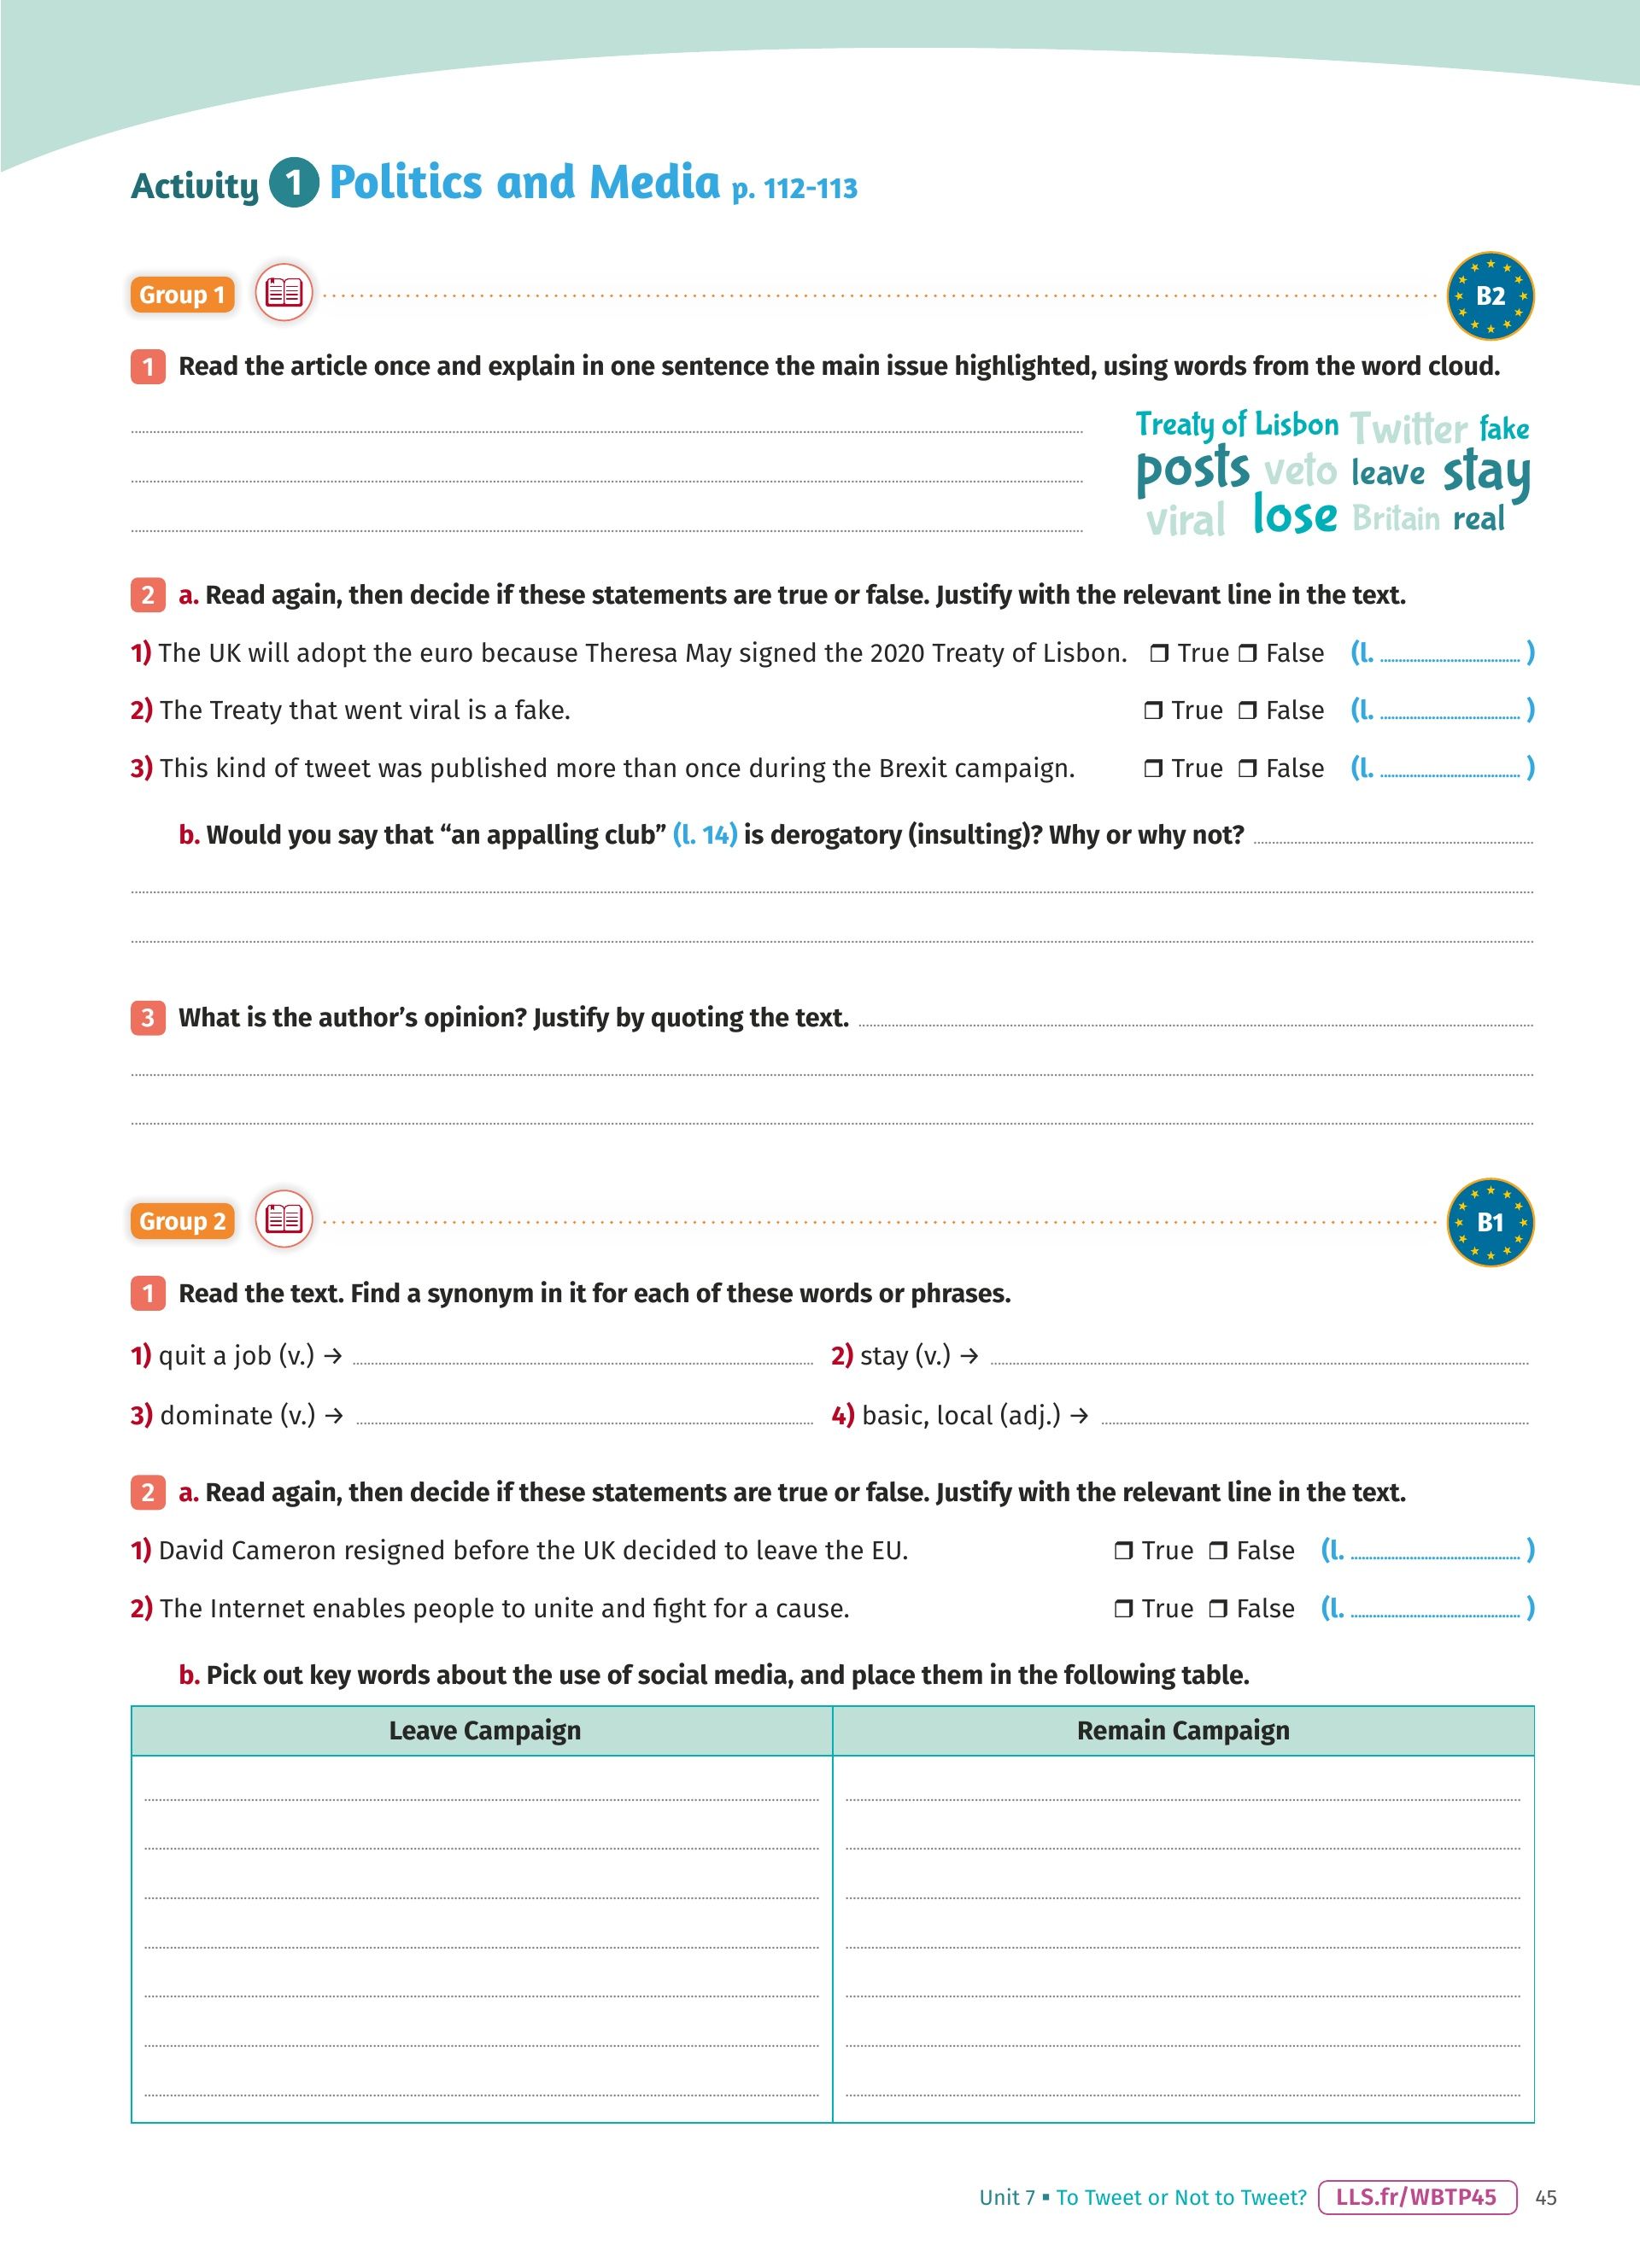 Activity 1 Politics and Media p. 112-113
Group 1
B2
1 Read the article once and explain in one sentence the main issue highlighted, using words from the word cloud.
Treaty of Lisbon Twitter fake
posts veto leave stay
viral lose Britain real
2 a. Read again, then decide if these statements are true or false. Justify with the relevant line in the text.
1) The UK will adopt the euro because Theresa May signed the 2020 Treaty of Lisbon. ❒ True ❒ False (l. .................... )
2) The Treaty that went viral is a fake. ❒ True ❒ False (l. .................... )
3) This kind of tweet was published more than once during the Brexit campaign. ❒ True ❒ False (l. .................... )
b. Would you say that “an appalling club” (l. 14) is derogatory (insulting)? Why or why not?
3 What is the author’s opinion? Justify by quoting the text.
Group 2
B1
1 Read the text. Find a synonym in it for each of these words or phrases.
1) quit a job (v.) → .................... 2) stay (v.) → ....................
3) dominate (v.) → .................... 4) basic, local (adj.) → ....................
2 a. Read again, then decide if these statements are true or false. Justify with the relevant line in the text.
1) David Cameron resigned before the UK decided to leave the EU. ❒ True ❒ False (l. .................... )
2) The Internet enables people to unite and fight for a cause. ❒ True ❒ False (l. .................... )
b. Pick out key words about the use of social media, and place them in the following table.
Leave Campaign Remain Campaign
Unit 7 ▪ To Tweet or Not to Tweet? LLS.fr/WBTP45 45